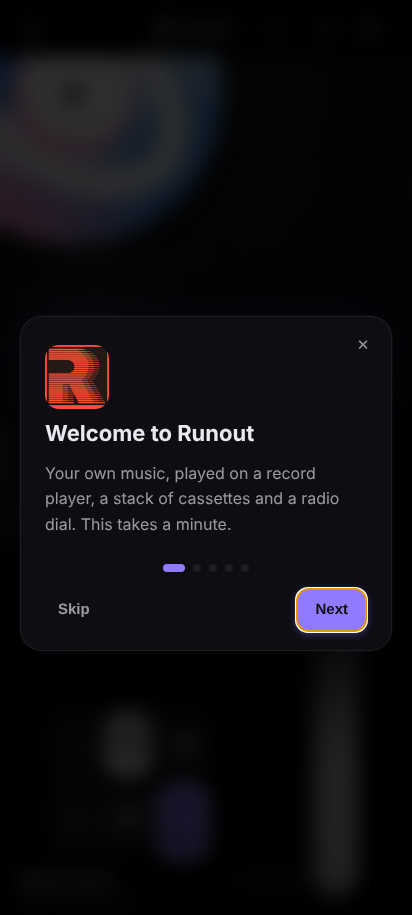 R
Welcome to Runout
Your own music, played on a record
player, a stack of cassettes and a radio
dial. This takes a minute.
Skip
Next